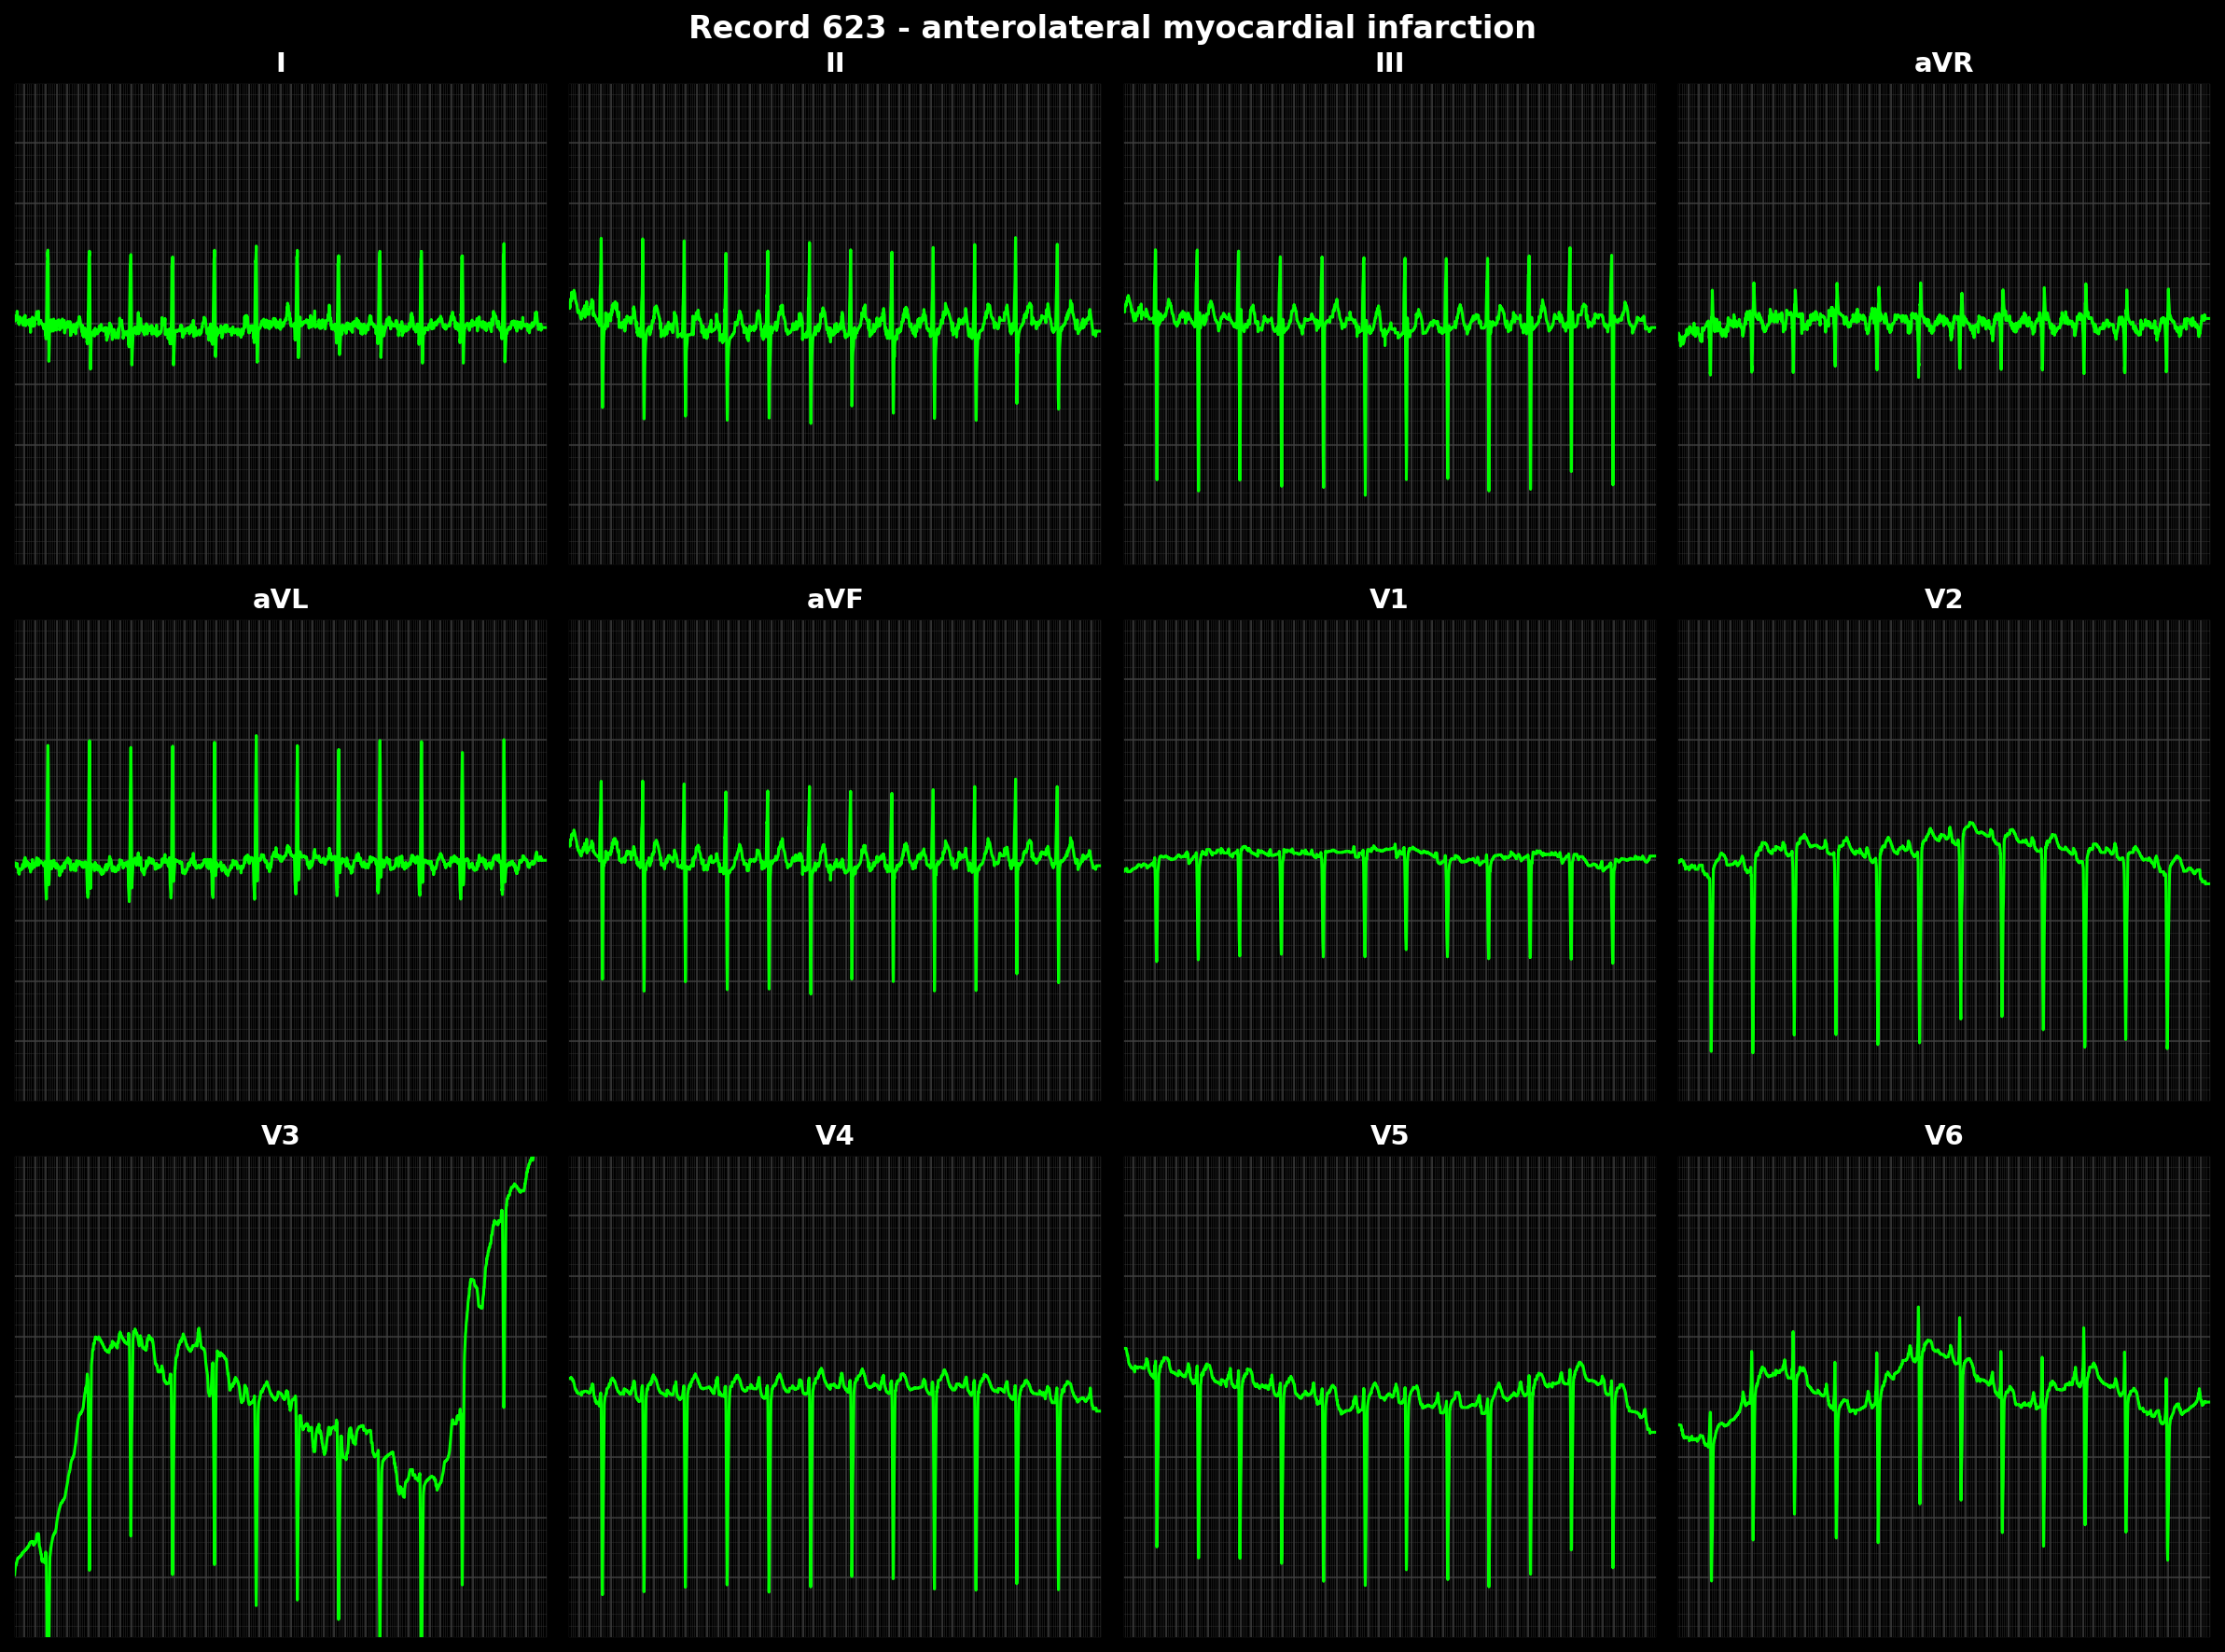 Record 623 - anterolateral myocardial infarction
I II III aVR
aVL aVF V1 V2
V3 V4 V5 V6